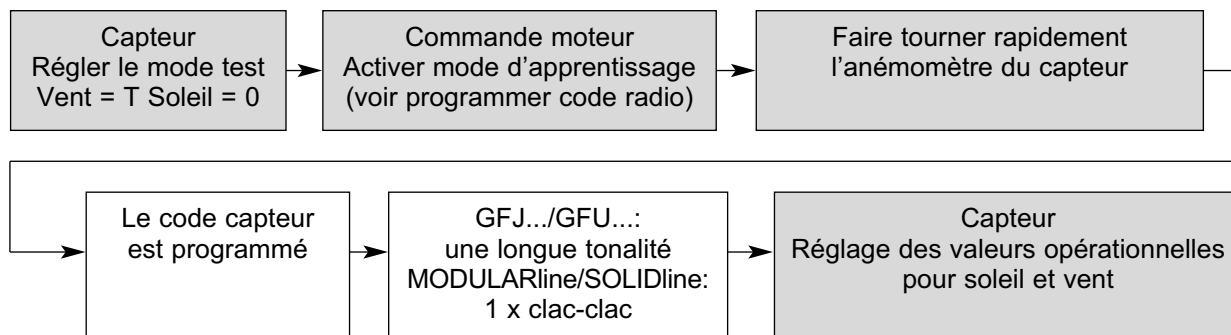 Capteur
Régler le mode test
Vent = T Soleil = 0
Commande moteur
Activer mode d'apprentissage
(voir programmer code radio)
Faire tourner rapidement
l'anémomètre du capteur
Le code capteur
est programmé
GFJ.../GFU...:
une longue tonalité
MODULARline/SOLIDline:
1 x clac-clac
Capteur
Réglage des valeurs opérationnelles
pour soleil et vent